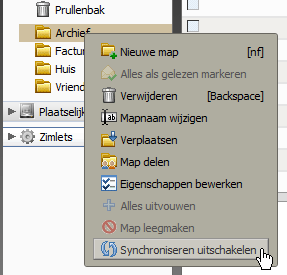 Prullenbak
Archief
Nieuwe map [nf]
Factur
Alles als gelezen markeren
Huis
Verwijderen [Backspace]
Vriend
Mapnaam wijzigen
Plaatselijk
Verplaatsen
Zimlets
Map delen
Eigenschappen bewerken
Alles uitvouwen
Map leegmaken
Synchroniseren uitschakelen